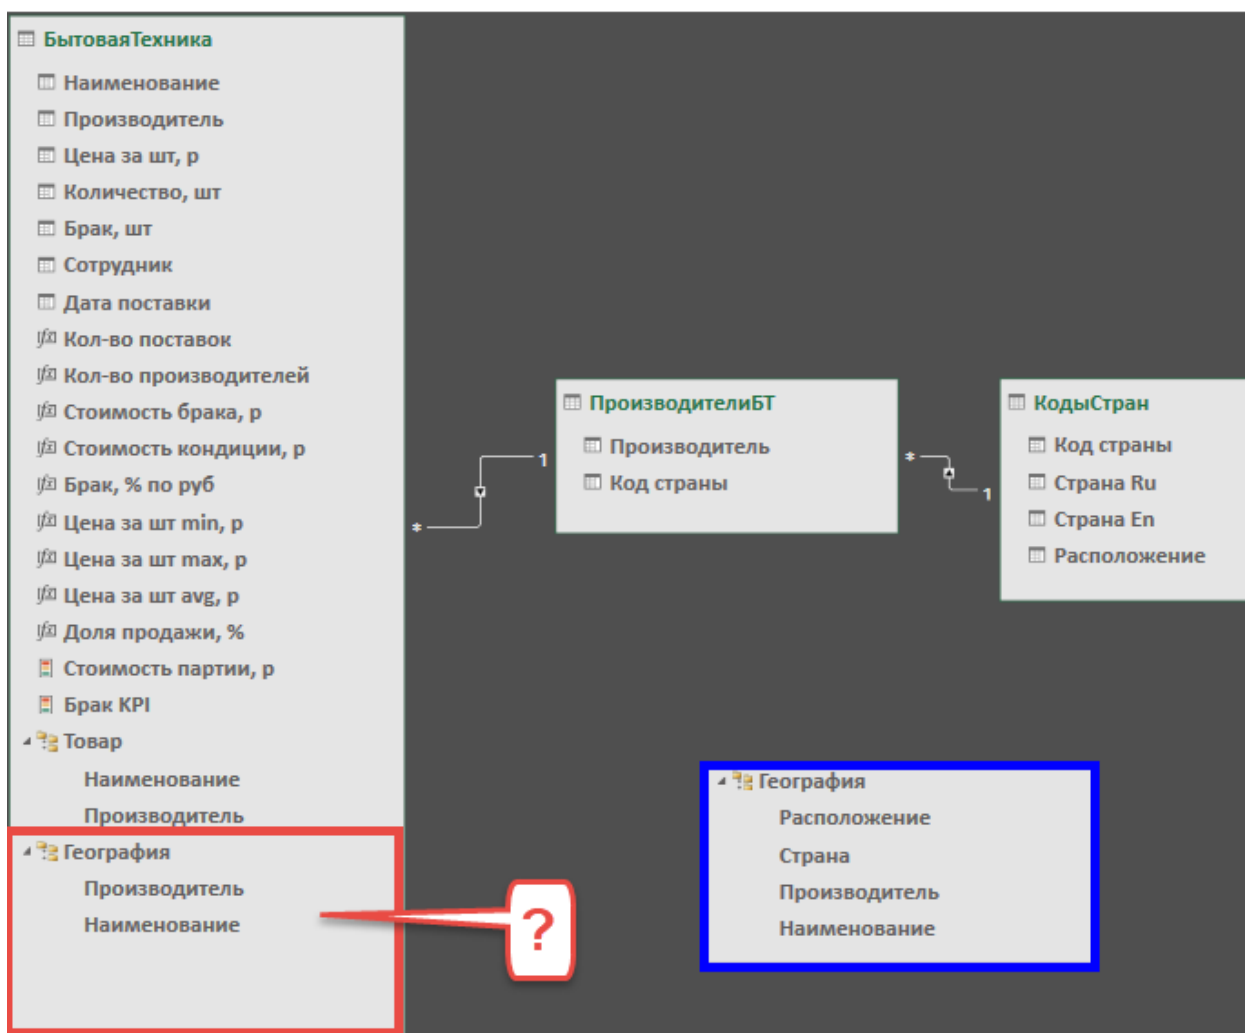 БытоваяТехника
Наименование
Производитель
Цена за шт, р
Количество, шт
Брак, шт
Сотрудник
Дата поставки
Кол-во поставок
Кол-во производителей
Стоимость брака, р
Стоимость кондиции, р
Брак, % по руб
Цена за шт min, р
Цена за шт max, р
Цена за шт avg, р
Доля продажи, %
Стоимость партии, р
Брак KPI
Товар
Наименование
Производитель
География
Производитель
Наименование
?
* 1
ПроизводителиБТ
Производитель
Код страны
* 1
КодыСтран
Код страны
Страна Ru
Страна En
Расположение
География
Расположение
Страна
Производитель
Наименование